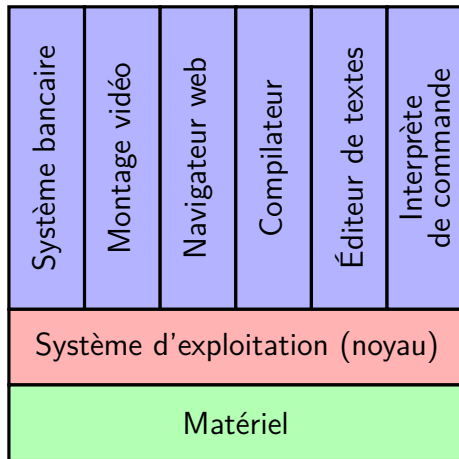 Système bancaire
Montage vidéo
Navigateur web
Compilateur
Éditeur de textes
Interprète
de commande
Système d'exploitation (noyau)
Matériel